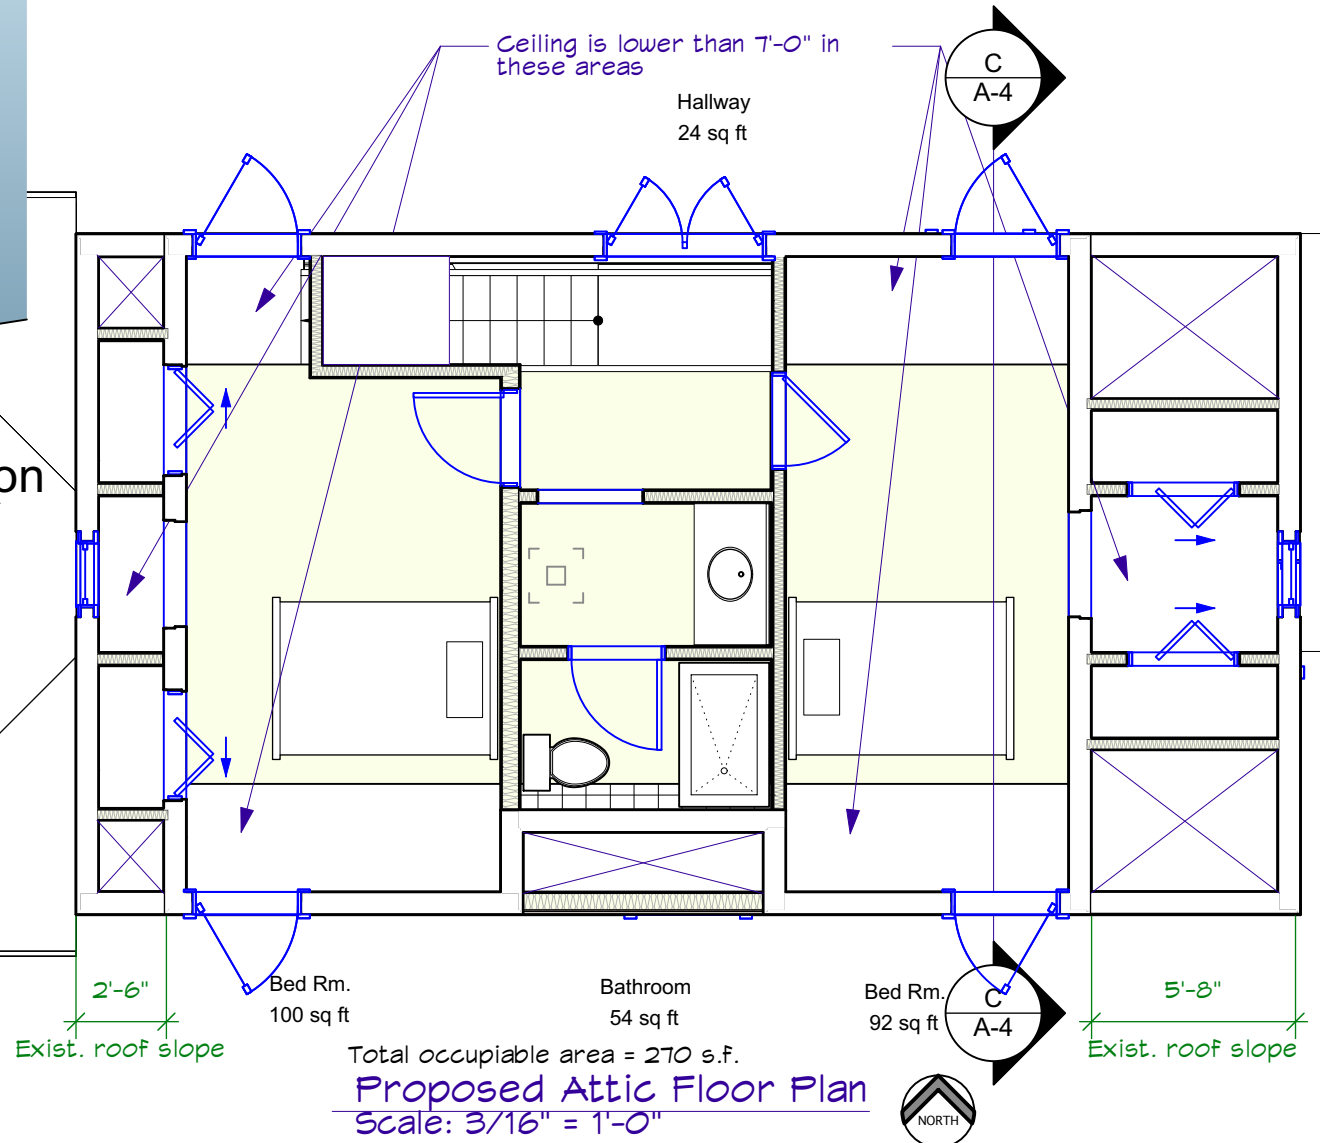 Ceiling is lower than 7'-0" in
these areas
C
A-4
Hallway
24 sq ft
on
2'-6"
Exist. roof slope
Bed Rm.
100 sq ft
Bathroom
54 sq ft
Bed Rm.
92 sq ft
C
A-4
5'-8"
Exist. roof slope
Total occupiable area = 270 s.f.
Proposed Attic Floor Plan
Scale: 3/16" = 1'-0"
NORTH